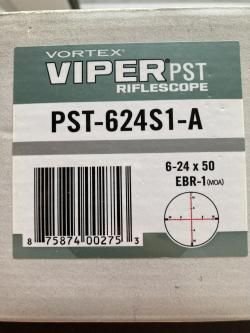 VORTEX®
VIPER® PST
RIFLESCOPE
PST-624S1-A
6-24 x 50
EBR-1 (MOA)
8 75874 00275 3